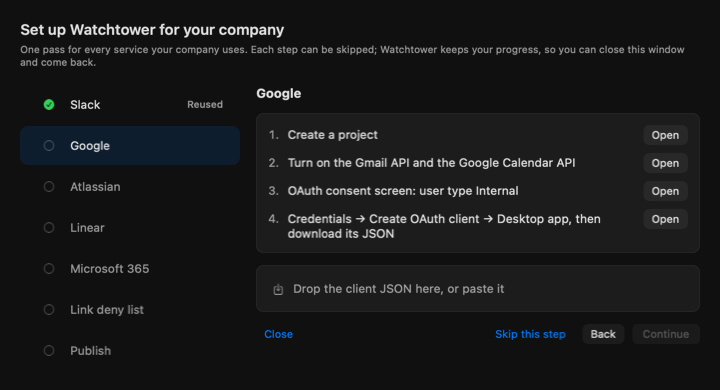 Set up Watchtower for your company
One pass for every service your company uses. Each step can be skipped; Watchtower keeps your progress, so you can close this window
and come back.
Slack
Reused
Google
Atlassian
Linear
Microsoft 365
Link deny list
Publish
Google
1. Create a project
Open
2. Turn on the Gmail API and the Google Calendar API
Open
3. OAuth consent screen: user type Internal
Open
4. Credentials → Create OAuth client → Desktop app, then
download its JSON
Open
Drop the client JSON here, or paste it
Close
Skip this step
Back
Continue